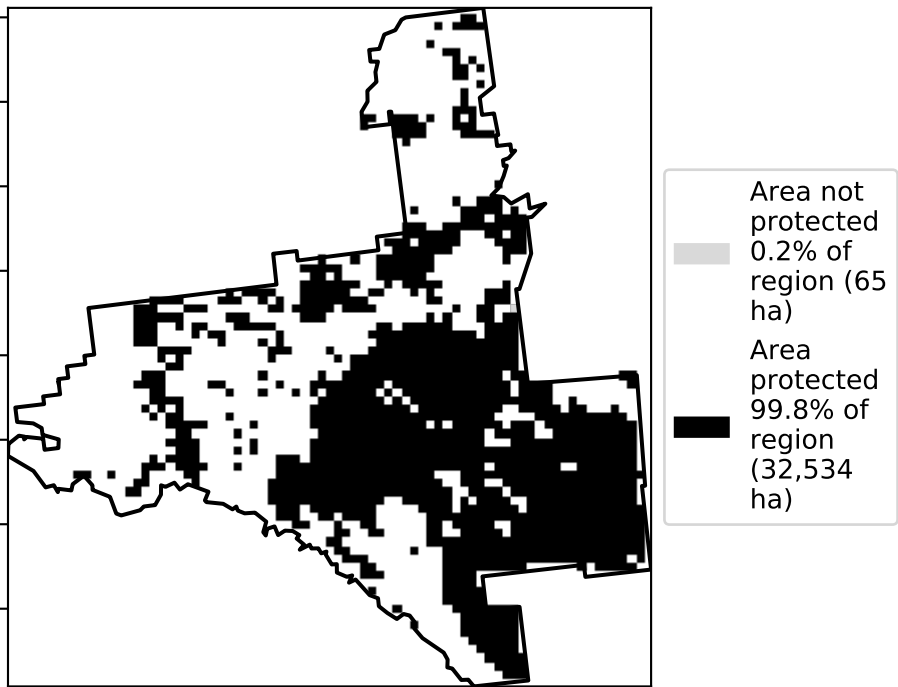 Area not
protected
0.2% of
region (65
ha)
Area
protected
99.8% of
region
(32,534
ha)